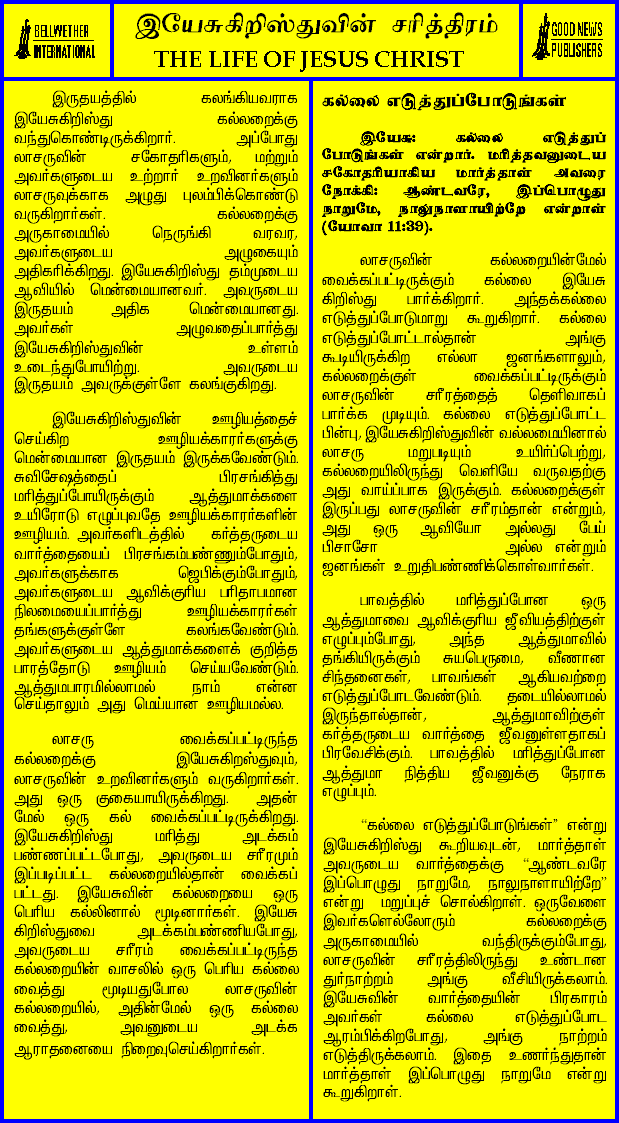 BELLWETHER
INTERNATIONAL
இயேசுகிறிஸ்துவின் சரித்திரம்
THE LIFE OF JESUS CHRIST
GOOD NEWS
PUBLISHERS
இருதயத்தில் கலங்கியவராக
இயேசுகிறிஸ்து கல்லறைக்கு
வந்துகொண்டிருக்கிறார். அப்போது
லாசருவின் சகோதரிகளும், மற்றும்
அவர்களுடைய உற்றார் உறவினர்களும்
லாசருவுக்காக அழுது புலம்பிக்கொண்டு
வருகிறார்கள். கல்லறைக்கு
அருகாமையில் நெருங்கி வரவர,
அவர்களுடைய அழுகையும்
அதிகரிக்கிறது. இயேசுகிறிஸ்து தம்முடைய
ஆவியில் மென்மையானவர். அவருடைய
இருதயம் அதிக மென்மையானது.
அவர்கள் அழுவதைப்பார்த்து
இயேசுகிறிஸ்துவின் உள்ளம்
உடைந்துபோயிற்று. அவருடைய
இருதயம் அவருக்குள்ளே கலங்குகிறது.
இயேசுகிறிஸ்துவின் ஊழியத்தைச்
செய்கிற ஊழியக்காரர்களுக்கு
மென்மையான இருதயம் இருக்கவேண்டும்.
சுவிசேஷத்தைப் பிரசங்கித்து
மரித்துப்போயிருக்கும் ஆத்துமாக்களை
உயிரோடு எழுப்புவதே ஊழியக்காரர்களின்
ஊழியம். அவர்களிடத்தில் கர்த்தருடைய
வார்த்தையைப் பிரசங்கம்பண்ணும்போதும்,
அவர்களுக்காக ஜெபிக்கும்போதும்,
அவர்களுடைய ஆவிக்குரிய பரிதாபமான
நிலமையைப்பார்த்து ஊழியக்காரர்கள்
தங்களுக்குள்ளே கலங்கவேண்டும்.
அவர்களுடைய ஆத்துமாக்களைக் குறித்த
பாரத்தோடு ஊழியம் செய்யவேண்டும்.
ஆத்துமபாரமில்லாமல் நாம் என்ன
செய்தாலும் அது மெய்யான ஊழியமல்ல.
லாசரு வைக்கப்பட்டிருந்த
கல்லறைக்கு இயேசுகிறிஸ்துவும்,
லாசருவின் உறவினர்களும் வருகிறார்கள்.
அது ஒரு குகையாயிருக்கிறது. அதன்
மேல் ஒரு கல் வைக்கப்பட்டிருக்கிறது.
இயேசுகிறிஸ்து மரித்து அடக்கம்
பண்ணப்பட்டபோது, அவருடைய சரீரமும்
இப்படிப்பட்ட கல்லறையில்தான் வைக்கப்
பட்டது. இயேசுவின் கல்லறையை ஒரு
பெரிய கல்லினால் மூடினார்கள். இயேசு
கிறிஸ்துவை அடக்கம்பண்ணியபோது,
அவருடைய சரீரம் வைக்கப்பட்டிருந்த
கல்லறையின் வாசலில் ஒரு பெரிய கல்லை
வைத்து மூடியதுபோல லாசருவின்
கல்லறையில், அதின்மேல் ஒரு கல்லை
வைத்து, அவனுடைய அடக்க
ஆராதனையை நிறைவுசெய்கிறார்கள்.
கல்லை எடுத்துப்போடுங்கள்
இயேசு: கல்லை எடுத்துப்
போடுங்கள் என்றார். மரித்தவனுடைய
சகோதரியாகிய மார்த்தாள் அவரை
நோக்கி: ஆண்டவரே, இப்பொழுது
நாறுமே, நாலுநாளாயிற்றே என்றாள்
(யோவா 11:39).
லாசருவின் கல்லறையின்மேல்
வைக்கப்பட்டிருக்கும் கல்லை இயேசு
கிறிஸ்து பார்க்கிறார். அந்தக்கல்லை
எடுத்துப்போடுமாறு கூறுகிறார். கல்லை
எடுத்துப்போட்டால்தான் அங்கு
கூடியிருக்கிற எல்லா ஜனங்களாலும்,
கல்லறைக்குள் வைக்கப்பட்டிருக்கும்
லாசருவின் சரீரத்தைத் தெளிவாகப்
பார்க்க முடியும். கல்லை எடுத்துப்போட்ட
பின்பு, இயேசுகிறிஸ்துவின் வல்லமையினால்
லாசரு மறுபடியும் உயிர்ப்பெற்று,
கல்லறையிலிருந்து வெளியே வருவதற்கு
அது வாய்ப்பாக இருக்கும். கல்லறைக்குள்
இருப்பது லாசருவின் சரீரம்தான் என்றும்,
அது ஒரு ஆவியோ அல்லது பேய்
பிசாசோ அல்ல என்றும்
ஜனங்கள் உறுதிபண்ணிக்கொள்வார்கள்.
பாவத்தில் மரித்துப்போன ஒரு
ஆத்துமாவை ஆவிக்குரிய ஜீவியத்திற்குள்
எழுப்பும்போது, அந்த ஆத்துமாவில்
தங்கியிருக்கும் சுயபெருமை, வீணான
சிந்தனைகள், பாவங்கள் ஆகியவற்றை
எடுத்துப்போடவேண்டும். தடையில்லாமல்
இருந்தால்தான், ஆத்துமாவிற்குள்
கர்த்தருடைய வார்த்தை ஜீவனுள்ளதாகப்
பிரவேசிக்கும். பாவத்தில் மரித்துப்போன
ஆத்துமா நித்திய ஜீவனுக்கு நேராக
எழும்பும்.
“கல்லை எடுத்துப்போடுங்கள்” என்று
இயேசுகிறிஸ்து கூறியவுடன், மார்த்தாள்
அவருடைய வார்த்தைக்கு “ஆண்டவரே
இப்பொழுது நாறுமே, நாலுநாளாயிற்றே”
என்று மறுப்புச் சொல்கிறாள். ஒருவேளை
இவர்களெல்லோரும் கல்லறைக்கு
அருகாமையில் வந்திருக்கும்போது,
லாசருவின் சரீரத்திலிருந்து உண்டான
துர்நாற்றம் அங்கு வீசியிருக்கலாம்.
இயேசுவின் வார்த்தையின் பிரகாரம்
அவர்கள் கல்லை எடுத்துப்போட
ஆரம்பிக்கிறபோது, அங்கு நாற்றம்
எடுத்திருக்கலாம். இதை உணர்ந்துதான்
மார்த்தாள் இப்பொழுது நாறுமே என்று
கூறுகிறாள்.